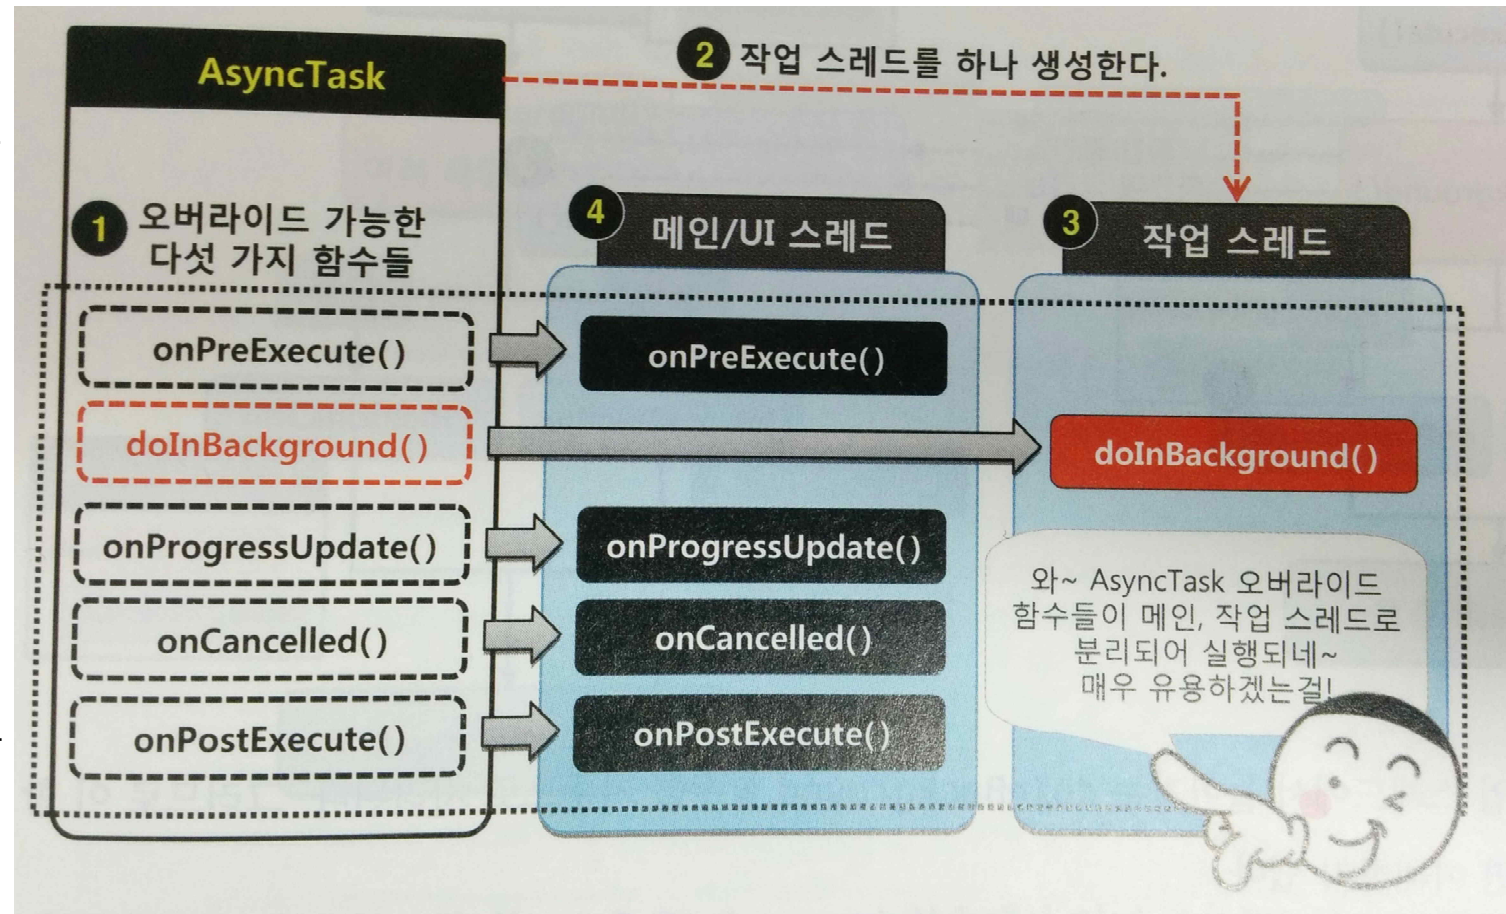 AsyncTask
2 작업 스레드를 하나 생성한다.
1 오버라이드 가능한
다섯 가지 함수들
4 메인/UI 스레드
3 작업 스레드
onPreExecute()
onPreExecute()
doInBackground()
doInBackground()
onProgressUpdate()
onProgressUpdate()
onCancelled()
onCancelled()
onPostExecute()
onPostExecute()
와~ AsyncTask 오버라이드
함수들이 메인, 작업 스레드로
분리되어 실행되네~
매우 유용하겠는걸!